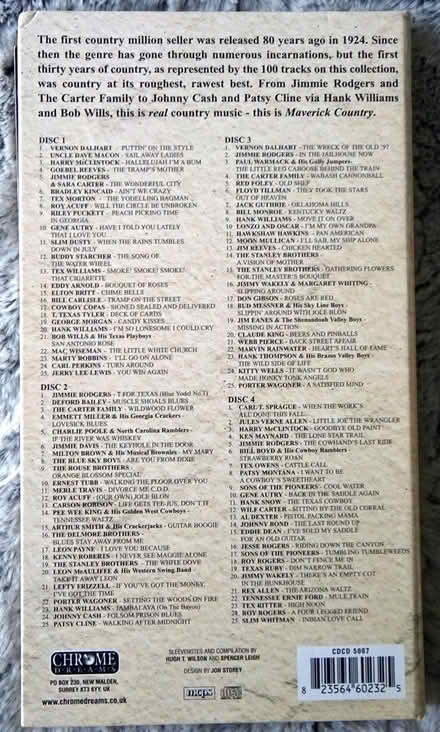 The first country million seller was released 80 years ago in 1924. Since
then the genre has gone through numerous incarnations, but the first
thirty years of country, as represented by the 100 tracks on this collection,
was country at its roughest, rawest best. From Jimmie Rodgers and
The Carter Family to Johnny Cash and Patsy Cline via Hank Williams
and Bob Wills, this is real country music - this is Maverick Country.
DISC 1
1. VERNON DALHART - PUTTIN' ON THE STYLE
2. UNCLE DAVE MACON - SAIL AWAY LADIES
3. HARRY McCLINTOCK - HALLELUJAH I'M A BUM
4. GOEBEL REEVES - THE TRAMP'S MOTHER
5. JIMMIE RODGERS
& SARA CARTER - THE WONDERFUL CITY
6. BRADLEY KINCAID - AIN'T WE CRAZY
7. TEX MORTON - THE YODELLING BAGMAN
8. ROY ACUFF - WILL THE CIRCLE BE UNBROKEN
9. RILEY PUCKETT - PEACH PICKING TIME
IN GEORGIA
10. GENE AUTRY - HAVE I TOLD YOU LATELY
THAT I LOVE YOU
11. SLIM DUSTY - WHEN THE RAINS TUMBLES
DOWN IN JULY
12. BUDDY STARCHER - THE SONG OF
THE WATER WHEEL
13. TEX WILLIAMS - SMOKE! SMOKE! SMOKE!
THAT CIGARETTE
14. EDDY ARNOLD - BOUQUET OF ROSES
15. ELTON BRITT - CHIME BELLS
16. BILL CARLISLE - TRAMP ON THE STREET
17. COWBOY COPAS - SIGNED SEALED AND DELIVERED
18. T. TEXAS TYLER - DECK OF CARDS
19. GEORGE MORGAN - CANDY KISSES
20. HANK WILLIAMS - I'M SO LONESOME I COULD CRY
21. BOB WILLS & His Texas Playboys
SAN ANTONIO ROSE
22. MAC WISEMAN - THE LITTLE WHITE CHURCH
23. MARTY ROBBINS - I'LL GO ON ALONE
24. CARL PERKINS - TURN AROUND
25. JERRY LEE LEWIS - YOU WIN AGAIN
DISC 2
1. JIMMIE RODGERS - T FOR TEXAS (Blue Yodel No.1)
2. DEFORD BAILEY - MUSCLE SHOALS BLUES
3. THE CARTER FAMILY - WILDWOOD FLOWER
4. EMMETT MILLER & His Georgia Crackers
LOVESICK BLUES
5. CHARLIE POOLE & North Carolina Ramblers
IF THE RIVER WAS WHISKEY
6. JIMMIE DAVIS - THE KEYHOLE IN THE DOOR
7. MILTON BROWN & His Musical Brownies - MY MARY
8. THE BLUE SKY BOYS - ARE YOU FROM DIXIE
9. THE ROUSE BROTHERS
ORANGE BLOSSOM SPECIAL
10. ERNEST TUBB - WALKING THE FLOOR OVER YOU
11. MERLE TRAVIS - DIVORCE ME C.O.D
12. ROY ACUFF - (OUR OWN) JOLE BLON
13. CARSON ROBISON - LIFE GETS TEE-JUS, DON'T IT
14. PEE WEE KING & His Golden West Cowboys -
TENNESSEE WALTZ
15. ARTHUR SMITH & His Crackerjacks - GUITAR BOOGIE
16. THE DELMORE BROTHERS -
BLUES STAY AWAY FROM ME
17. LEON PAYNE - I LOVE YOU BECAUSE
18. KENNY ROBERTS - I NEVER SEE MAGGIE ALONE
19. THE STANLEY BROTHERS - THE WHITE DOVE
20. LEON McAULIFFE & His Western Swing Band -
TAKE IT AWAY LEON
21. LEFTY FRIZZELL - IF YOU'VE GOT THE MONEY,
I'VE GOT THE TIME
22. PORTER WAGONER - SETTING THE WOODS ON FIRE
23. HANK WILLIAMS - JAMBALAYA (On The Bayou)
24. JOHNNY CASH - FOLSOM PRISON BLUES
25. PATSY CLINE - WALKING AFTER MIDNIGHT
DISC 3
1. VERNON DALHART - THE WRECK OF THE OLD '97
2. JIMMIE RODGERS - IN THE JAILHOUSE NOW
3. PAUL WARMACK & His Gully Jumpers
THE LITTLE RED CABOOSE BEHIND THE TRAIN
4. THE CARTER FAMILY - WABASH CANNONBALL
5. RED FOLEY - OLD SHEP
6. FLOYD TILLMAN - THEY TOOK THE STARS
OUT OF HEAVEN
7. JACK GUTHRIE - OKLAHOMA HILLS
8. BILL MONROE - KENTUCKY WALTZ
9. HANK WILLIAMS - MOVE IT ON OVER
10. LONZO AND OSCAR - I'M MY OWN GRANDPA
11. HAWKSHAW HAWKINS - PAN AMERICAN
12. MOON MULLICAN - I'LL SAIL MY SHIP ALONE
13. JIM REEVES - CHICKEN HEARTED
14. THE STANLEY BROTHERS
A VISION OF MOTHER
15. THE STANLEY BROTHERS - GATHERING FLOWERS
FOR THE MASTER'S BOUQUET
16. JIMMY WAKELY & MARGARET WHITING -
SLIPPING AROUND
17. DON GIBSON - ROSES ARE RED
18. BUD MESSNER & His Sky Line Boys
SLIPPIN' AROUND WITH JOLE BLON
19. JIM EANES & The Shenandoah Valley Boys
MISSING IN ACTION
20. CLAUDE KING - BEERS AND PINBALLS
21. WEBB PIERCE - BACK STREET AFFAIR
22. MARVIN RAINWATER - HEART'S HALL OF FAME
23. HANK THOMPSON & His Brazos Valley Boys
THE WILD SIDE OF LIFE
24. KITTY WELLS - IT WASN'T GOD WHO
MADE HONKY TONK ANGELS
25. PORTER WAGONER - A SATISFIED MIND
DISC 4
1. CARL T. SPRAGUE - WHEN THE WORK'S
ALL DONE THIS FALL
2. JULES VERNE ALLEN - LITTLE JOE THE WRANGLER
3. HARRY McCLINTOCK - GOODBYE OLD PAINT
4. KEN MAYNARD - THE LONE STAR TRAIL
5. JIMMIE RODGERS - THE COWHAND'S LAST RIDE
6. BILL BOYD & His Cowboy Ramblers
STRAWBERRY ROAN
7. TEX OWENS - CATTLE CALL
8. PATSY MONTANA - I WANT TO BE
A COWBOY'S SWEETHEART
9. SONS OF THE PIONEERS - COOL WATER
10. GENE AUTRY - BACK IN THE SADDLE AGAIN
11. HANK SNOW - THE TEXAS COWBOY
12. WILF CARTER - SITTING BY THE OLD CORRAL
13. AL DEXTER - PISTOL PACKING MAMA
14. JOHNNY BOND - THE LAST ROUND UP
15. EDDIE DEAN - I'VE SOLD MY SADDLE
FOR AN OLD GUITAR
16. JESSE ROGERS - RIDING DOWN THE CANYON
17. SONS OF THE PIONEERS - TUMBLING TUMBLEWEEDS
18. ROY ROGERS - DON'T FENCE ME IN
19. TEXAS RUBY - DIM NARROW TRAIL
20. JIMMY WAKELY - THERE'S AN EMPTY COT
IN THE BUNKHOUSE
21. REX ALLEN - THE ARIZONA WALTZ
22. TENNESSEE ERNIE FORD - MULE TRAIN
23. TEX RITTER - HIGH NOON
24. ROY ROGERS - A FOUR LEGGED FRIEND
25. SLIM WHITMAN - INDIAN LOVE CALL
CHROME
DREAMS
PO BOX 230, NEW MALDEN,
SURREY KT3 6YY, UK
www.chromedreams.co.uk
SLEEVENOTES AND COMPILATION BY
HUGH T. WILSON AND SPENCER LEIGH
DESIGN BY JON STOREY
mcps
CDCD 5007
8 23564 60232 5